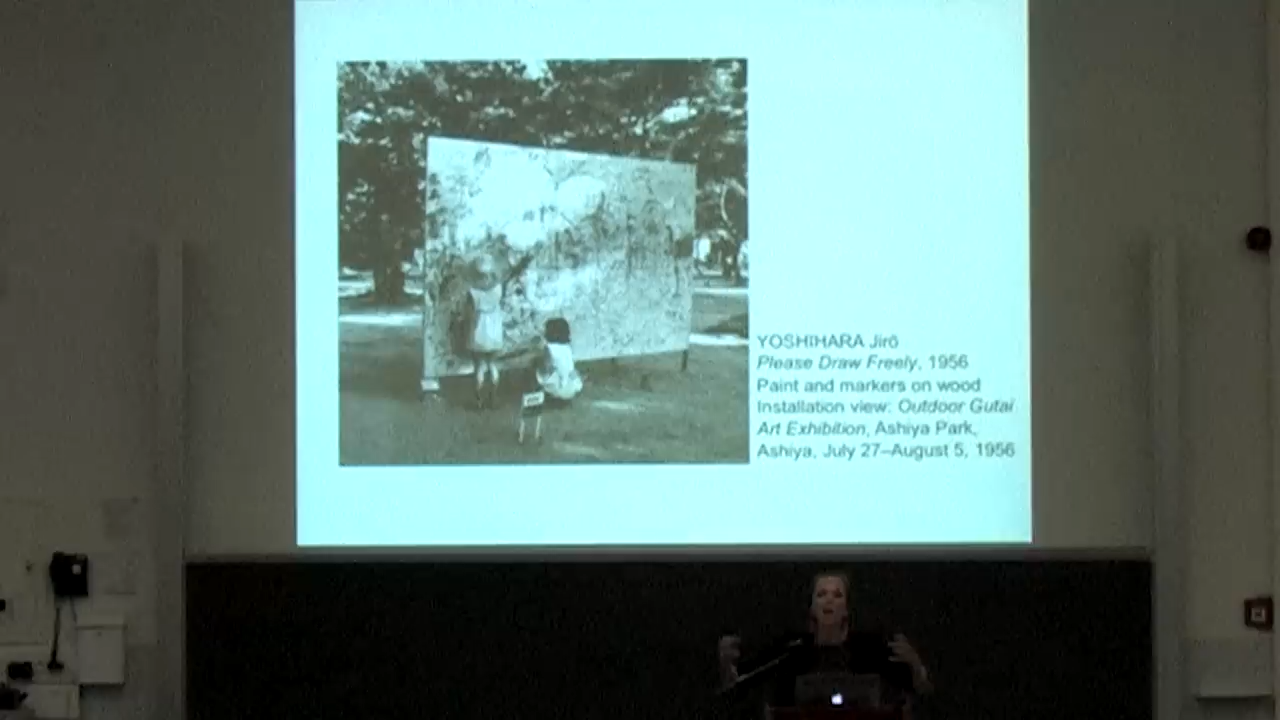 YOSHIHARA Jirō
Please Draw Freely, 1956
Paint and markers on wood
Installation view: Outdoor Gutai
Art Exhibition, Ashiya Park,
Ashiya, July 27–August 5, 1956